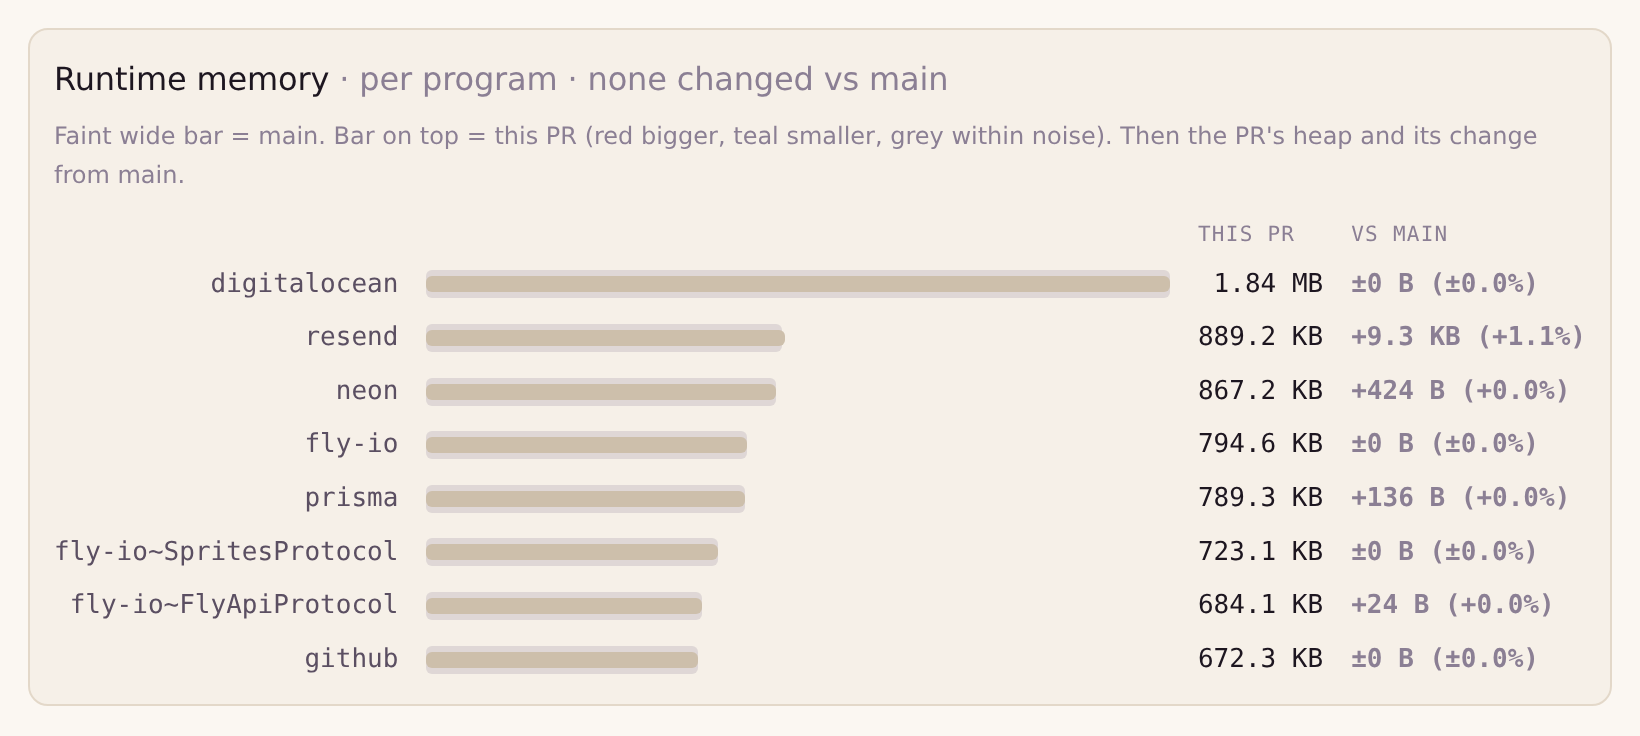 Runtime memory · per program · none changed vs main
Faint wide bar = main. Bar on top = this PR (red bigger, teal smaller, grey within noise). Then the PR's heap and its change
from main.
THIS PR VS MAIN
digitalocean 1.84 MB ±0 B (±0.0%)
resend 889.2 KB +9.3 KB (+1.1%)
neon 867.2 KB +424 B (+0.0%)
fly-io 794.6 KB ±0 B (±0.0%)
prisma 789.3 KB +136 B (+0.0%)
fly-io~SpritesProtocol 723.1 KB ±0 B (±0.0%)
fly-io~FlyApiProtocol 684.1 KB +24 B (+0.0%)
github 672.3 KB ±0 B (±0.0%)